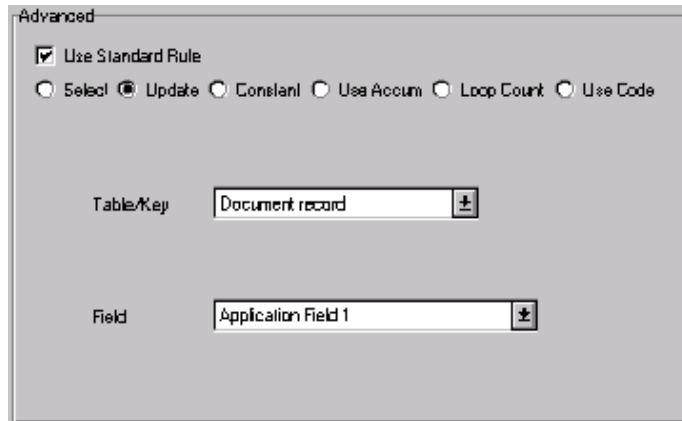 Advanced
Use Standard Rule
Select Update Constant Use Accum Loop Count Use Code
Table/Key Document record
Field Application Field 1